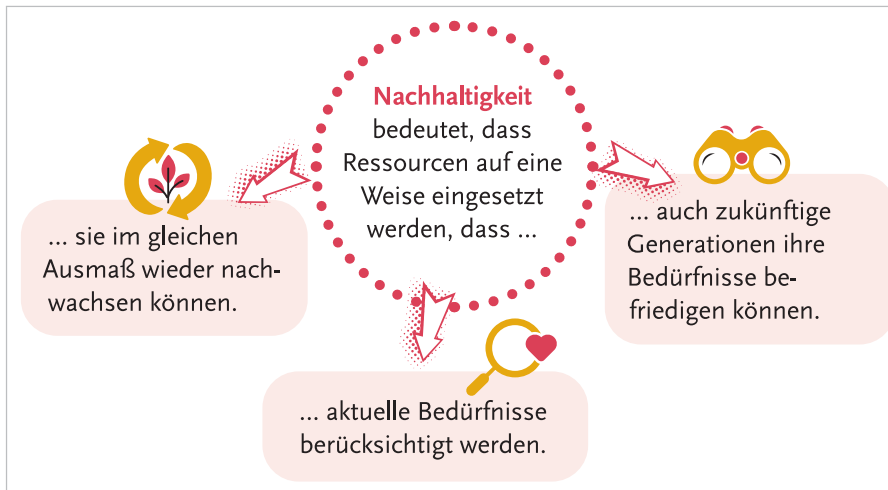 Nachhaltigkeit
bedeutet, dass
Ressourcen auf eine
Weise eingesetzt
werden, dass ...
... sie im gleichen
Ausmaß wieder nach-
wachsen können.
... aktuelle Bedürfnisse
berücksichtigt werden.
... auch zukünftige
Generationen ihre
Bedürfnisse be-
friedigen können.